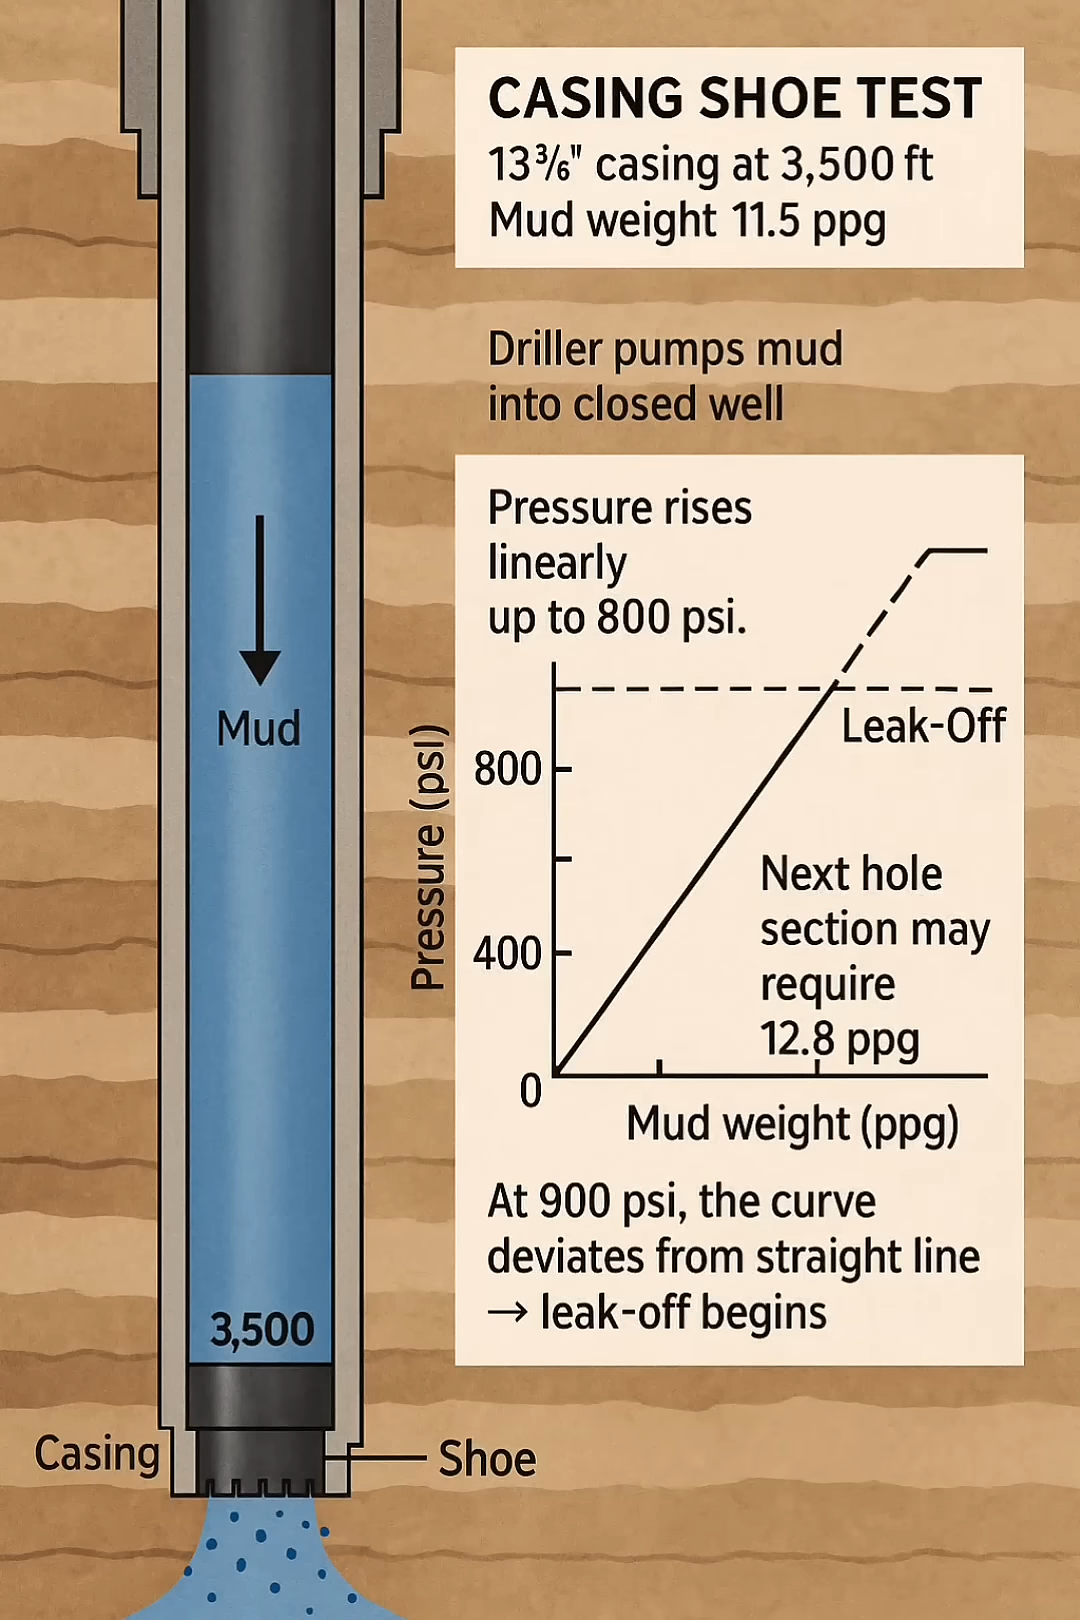 CASING SHOE TEST
13⅜" casing at 3,500 ft
Mud weight 11.5 ppg
Driller pumps mud
into closed well
Pressure rises
linearly
up to 800 psi.
Leak-Off
Pressure (psI)
800
400
0
Next hole
section may
require
12.8 ppg
Mud weight (ppg)
At 900 psi, the curve
deviates from straight line
→ leak-off begins
Mud
3,500
Casing
Shoe